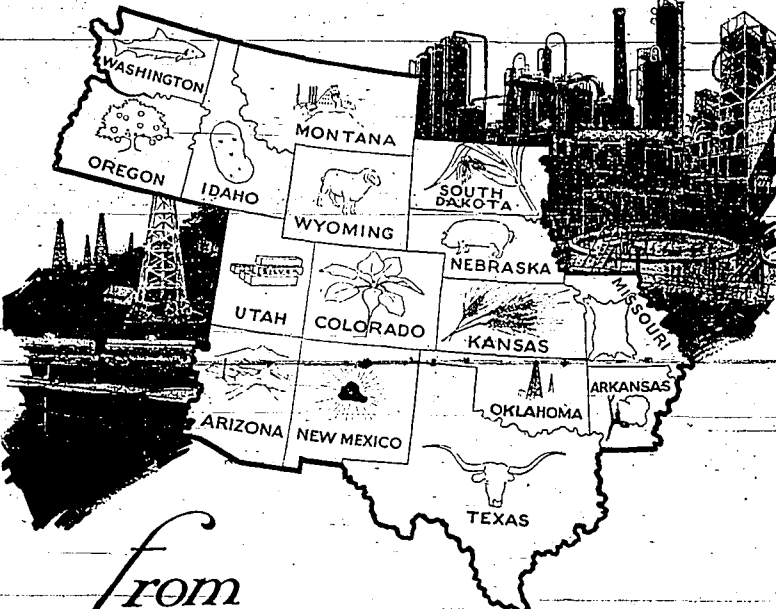 WASHINGTON
MONTANA
OREGON
IDAHO
WYOMING
SOUTH
DAKOTA
NEBRASKA
SILVER
UTAH
COLORADO
KANSAS
MISSOURI
ARIZONA
NEW MEXICO
OKLAHOMA
ARKANSAS
TEXAS
from